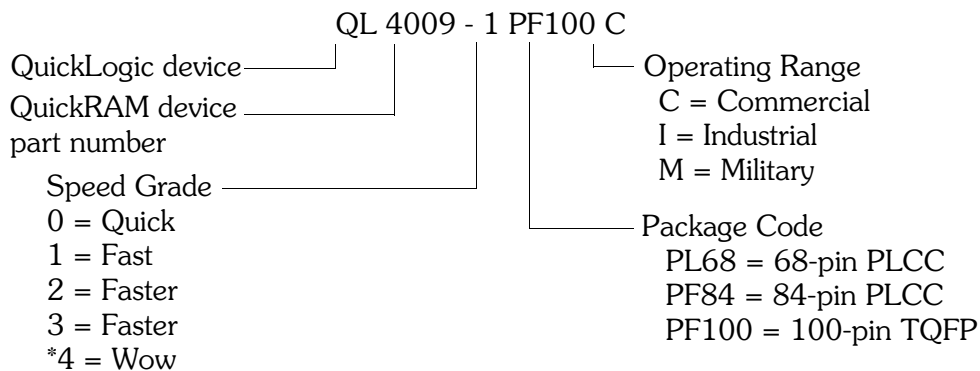 QL 4009 - 1 PF100 C
QuickLogic device
QuickRAM device
part number
Speed Grade
0 = Quick
1 = Fast
2 = Faster
3 = Faster
*4 = Wow
Operating Range
C = Commercial
I = Industrial
M = Military
Package Code
PL68 = 68-pin PLCC
PF84 = 84-pin PLCC
PF100 = 100-pin TQFP